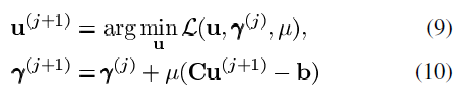 𝐮^(j+1) = arg min_𝐮 ℒ(𝐮, 𝜸^(j), μ), (9)
𝜸^(j+1) = 𝜸^(j) + μ(𝐂𝐮^(j+1) − 𝐛) (10)